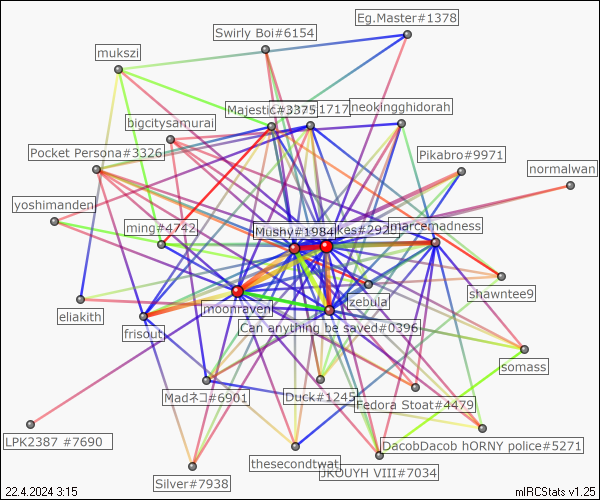 Eg.Master#1378
Swirly Boi#6154
mukszi
Majestic#3375
1717
neokingghidorah
bigcitysamurai
Pocket Persona#3326
Pikabro#9971
normalwan
yoshimanden
ming#4742
Mushy#1984
kes#292
marcemadness
moonraven
zebula
shawntee9
eliakith
frisout
Can anything be saved#0396
somass
Madネコ#6901
Duck#1245
Fedora Stoat#4479
LPK2387 #7690
DacobDacob hORNY police#5271
thesecondtwat
JKOUYH VIII#7034
Silver#7938
22.4.2024 3:15
mIRCStats v1.25